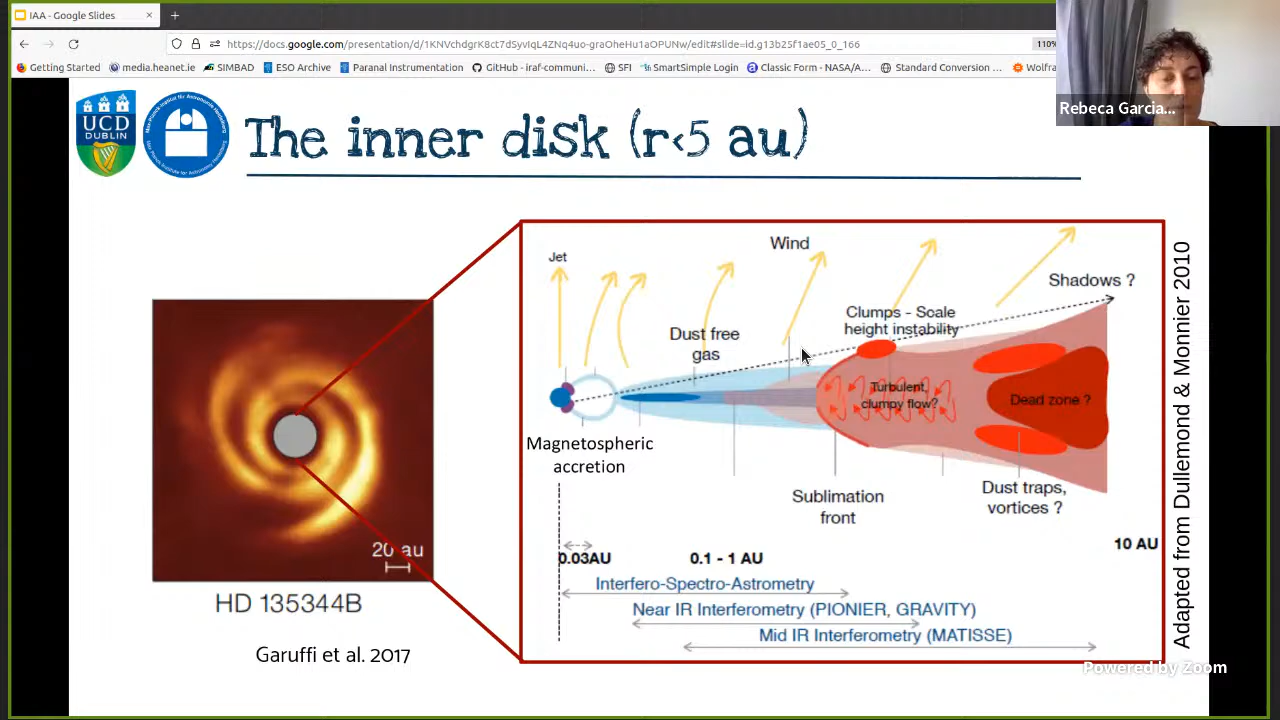 IAA - Google Slides
https://docs.google.com/presentation/d/1KNVchdgrK8ct7dSyvIqL4ZNq4uo-graOheHu1aOPUNw/edit#slide=id.g13b25f1ae05_0_166
110%
Getting Started
media.heanet.ie
SIMBAD
ESO Archive
Paranal Instrumentation
GitHub - iraf-communi...
SFI
SmartSimple Login
Classic Form - NASA/A...
Standard Conversion ...
Wolfra
Rebeca Garcia...
UCD
DUBLIN
The inner disk (r<5 au)
Wind
Jet
Shadows ?
Clumps - Scale
height instability
Dust free
gas
Turbulent,
clumpy flow?
Dead zone ?
Magnetospheric
accretion
Sublimation
front
Dust traps,
vortices ?
0.03AU
0.1 - 1 AU
10 AU
Interfero-Spectro-Astrometry
Near IR Interferometry (PIONIER, GRAVITY)
Mid IR Interferometry (MATISSE)
Adapted from Dullemond & Monnier 2010
20 au
HD 135344B
Garuffi et al. 2017
Powered by Zoom